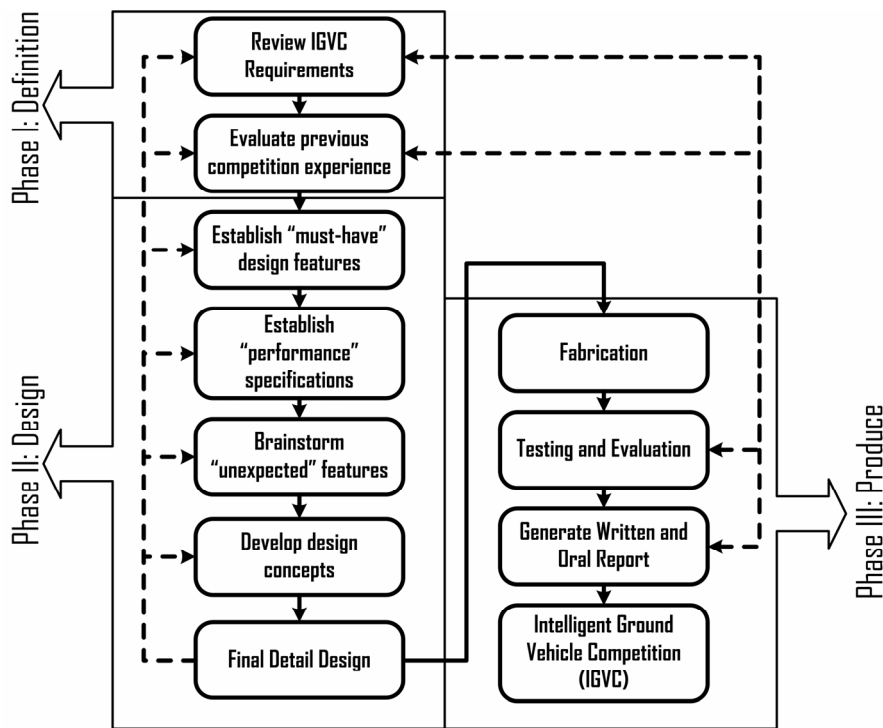 Phase I: Definition
Review IGVC
Requirements
Evaluate previous
competition experience
Phase II: Design
Establish “must-have”
design features
Establish
“performance”
specifications
Brainstorm
“unexpected” features
Develop design
concepts
Final Detail Design
Fabrication
Testing and Evaluation
Generate Written and
Oral Report
Intelligent Ground
Vehicle Competition
(IGVC)
Phase III: Produce